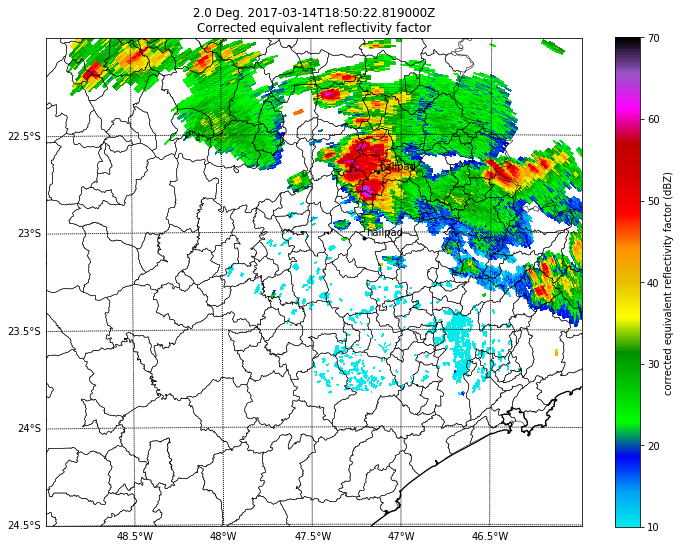 2.0 Deg. 2017-03-14T18:50:22.819000Z
Corrected equivalent reflectivity factor
70
60
50
40
30
20
10
corrected equivalent reflectivity factor (dBZ)
22.5°S
23°S
23.5°S
24°S
24.5°S
hailpad
hailpad
48.5°W
48°W
47.5°W
47°W
46.5°W